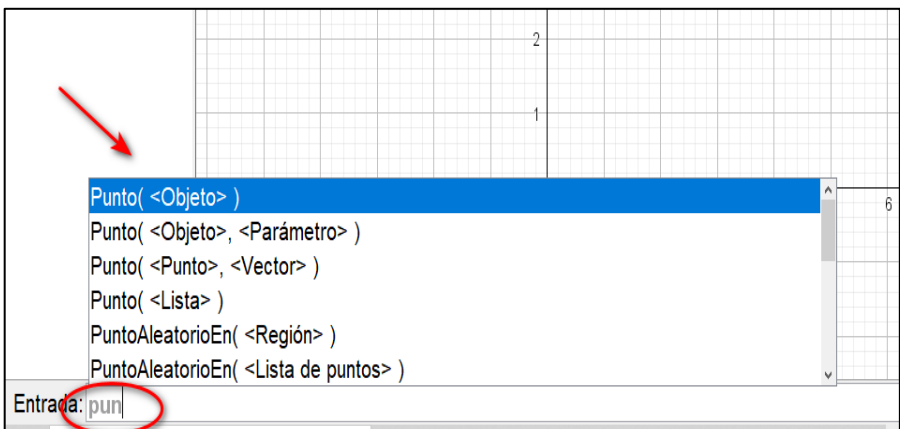 2
1
6
Punto( <Objeto> )
Punto( <Objeto>, <Parámetro> )
Punto( <Punto>, <Vector> )
Punto( <Lista> )
PuntoAleatorioEn( <Región> )
PuntoAleatorioEn( <Lista de puntos> )
Entrada: pun